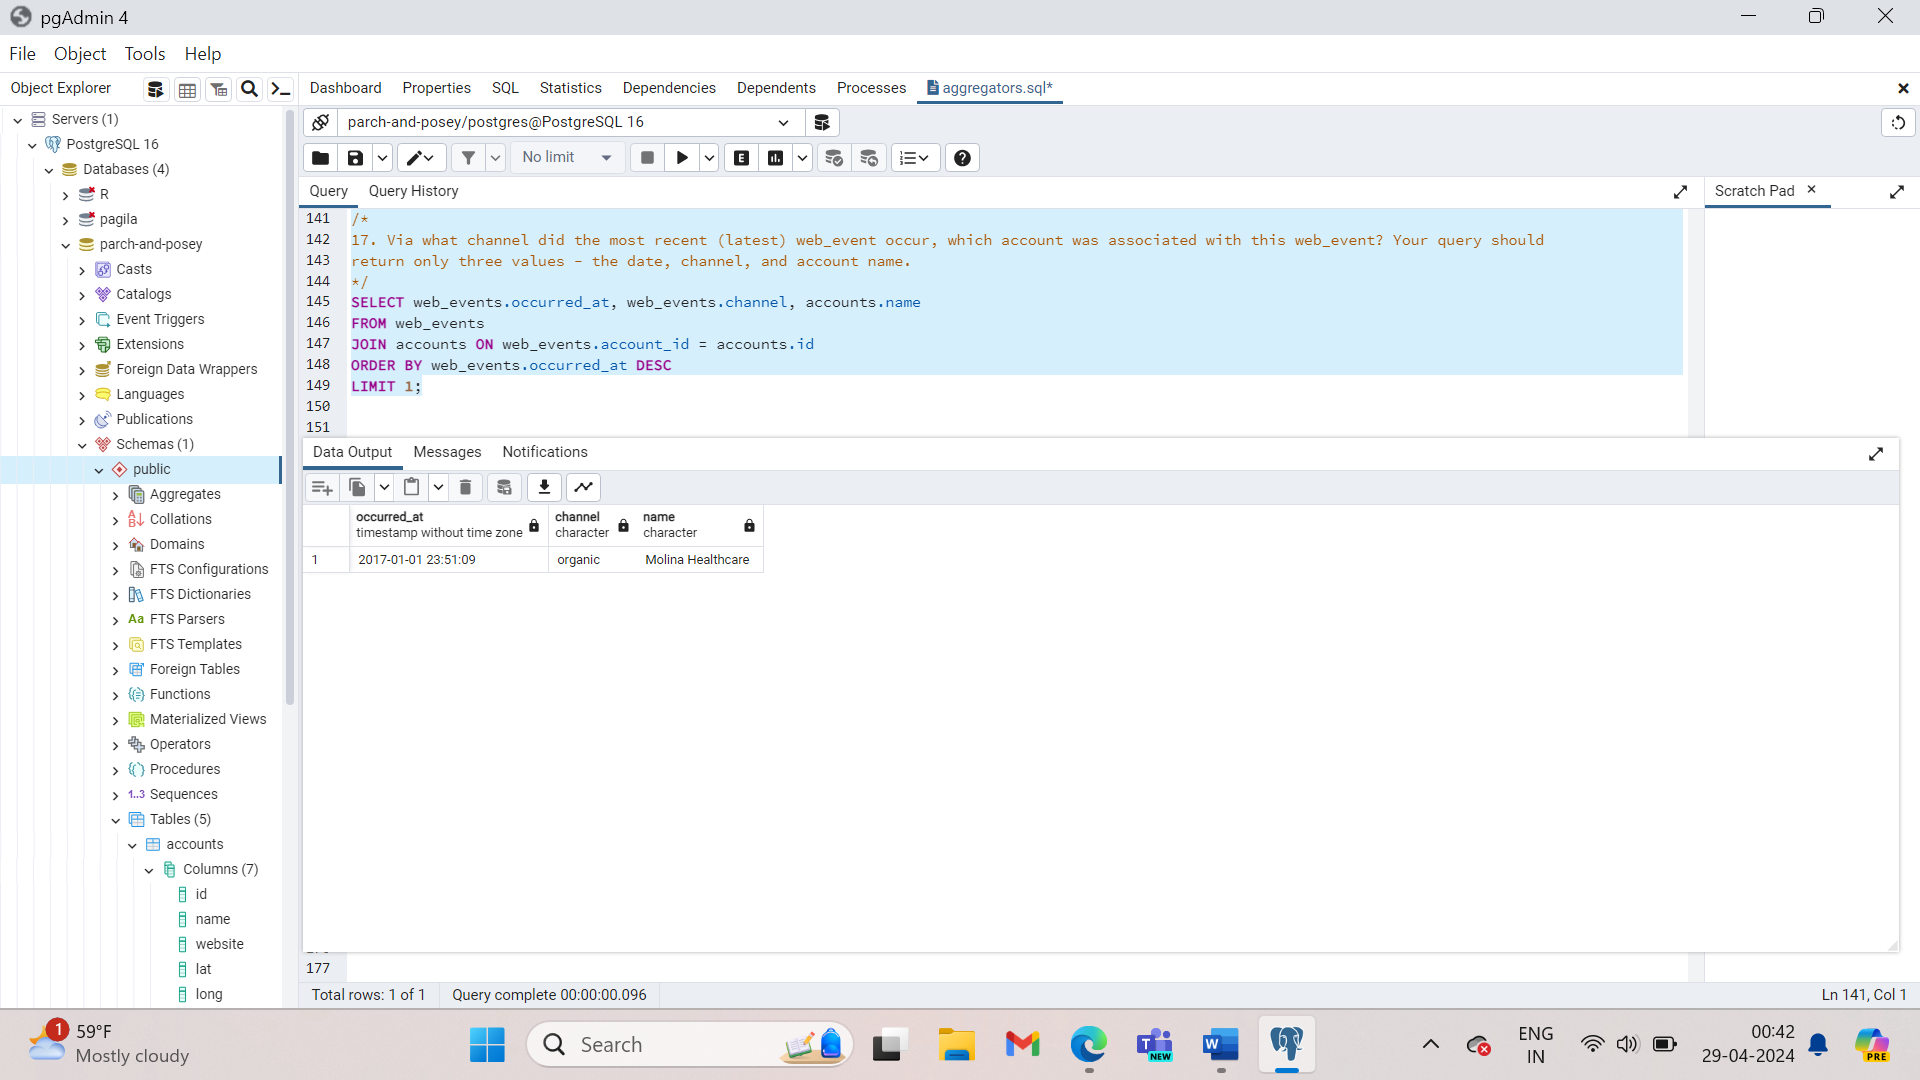 pgAdmin 4
File Object Tools Help
Object Explorer
Dashboard Properties SQL Statistics Dependencies Dependents Processes aggregators.sql*
Servers (1)
PostgreSQL 16
Databases (4)
R
pagila
parch-and-posey
Casts
Catalogs
Event Triggers
Extensions
Foreign Data Wrappers
Languages
Publications
Schemas (1)
public
Aggregates
Collations
Domains
FTS Configurations
FTS Dictionaries
Aa FTS Parsers
FTS Templates
Foreign Tables
Functions
Materialized Views
Operators
Procedures
1..3 Sequences
Tables (5)
accounts
Columns (7)
id
name
website
lat
long
parch-and-posey/postgres@PostgreSQL 16
No limit
E
Query Query History
Scratch Pad
141 /*
142 17. Via what channel did the most recent (latest) web_event occur, which account was associated with this web_event? Your query should
143 return only three values - the date, channel, and account name.
144 */
145 SELECT web_events.occurred_at, web_events.channel, accounts.name
146 FROM web_events
147 JOIN accounts ON web_events.account_id = accounts.id
148 ORDER BY web_events.occurred_at DESC
149 LIMIT 1;
150
151
Data Output Messages Notifications
occurred_at channel name
timestamp without time zone character character
1 2017-01-01 23:51:09 organic Molina Healthcare
177
Total rows: 1 of 1 Query complete 00:00:00.096 Ln 141, Col 1
1 59°F
Mostly cloudy
Search
NEW
ENG
IN
00:42
29-04-2024
PRE